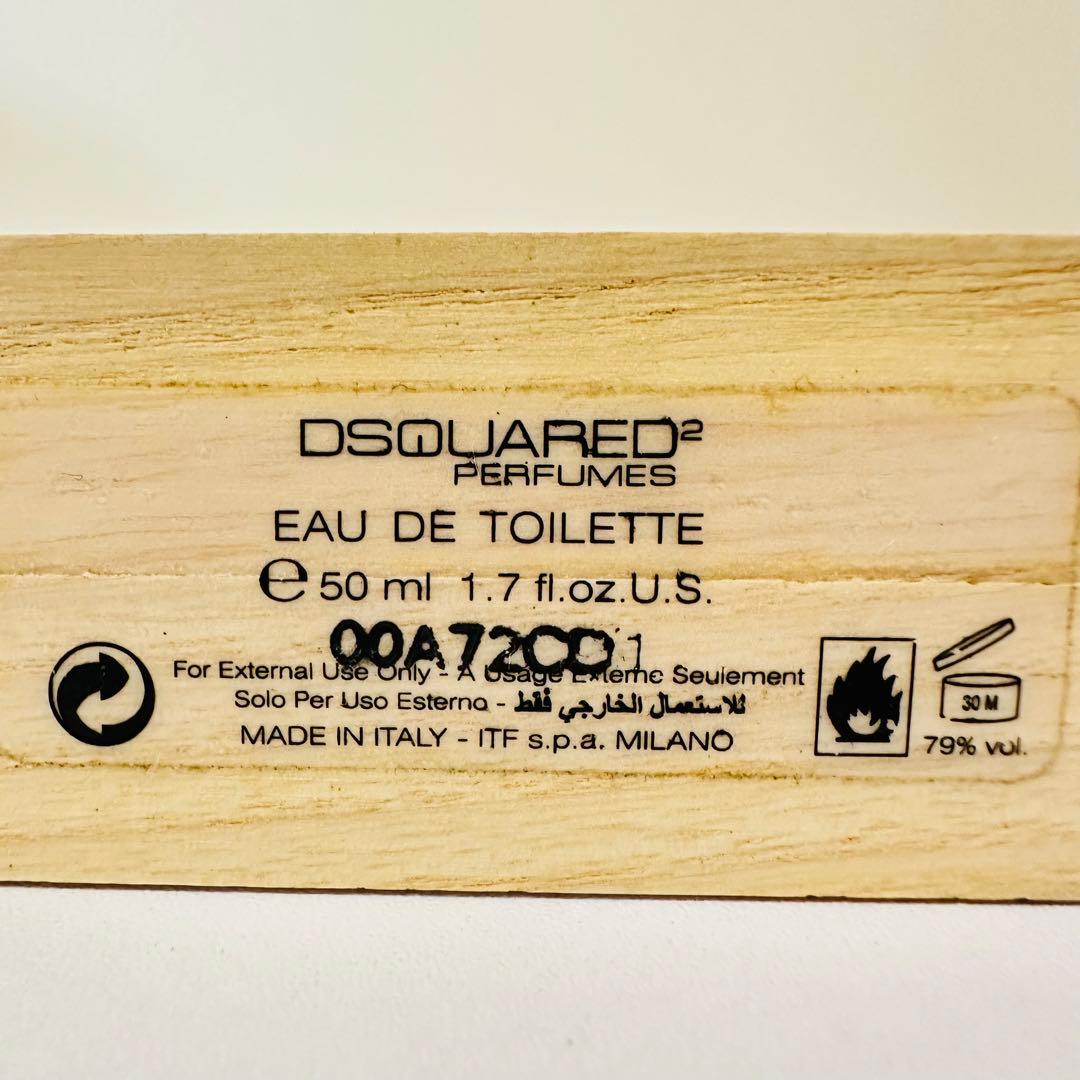 DSQUARED²
PERFUMES
EAU DE TOILETTE
℮ 50 ml 1.7 fl.oz.U.S.
00A72CD1
For External Use Only - A Usage Externe Seulement
Solo Per Uso Esterno - للاستعمال الخارجي فقط
MADE IN ITALY - ITF s.p.a. MILANO
30 M
79% vol.